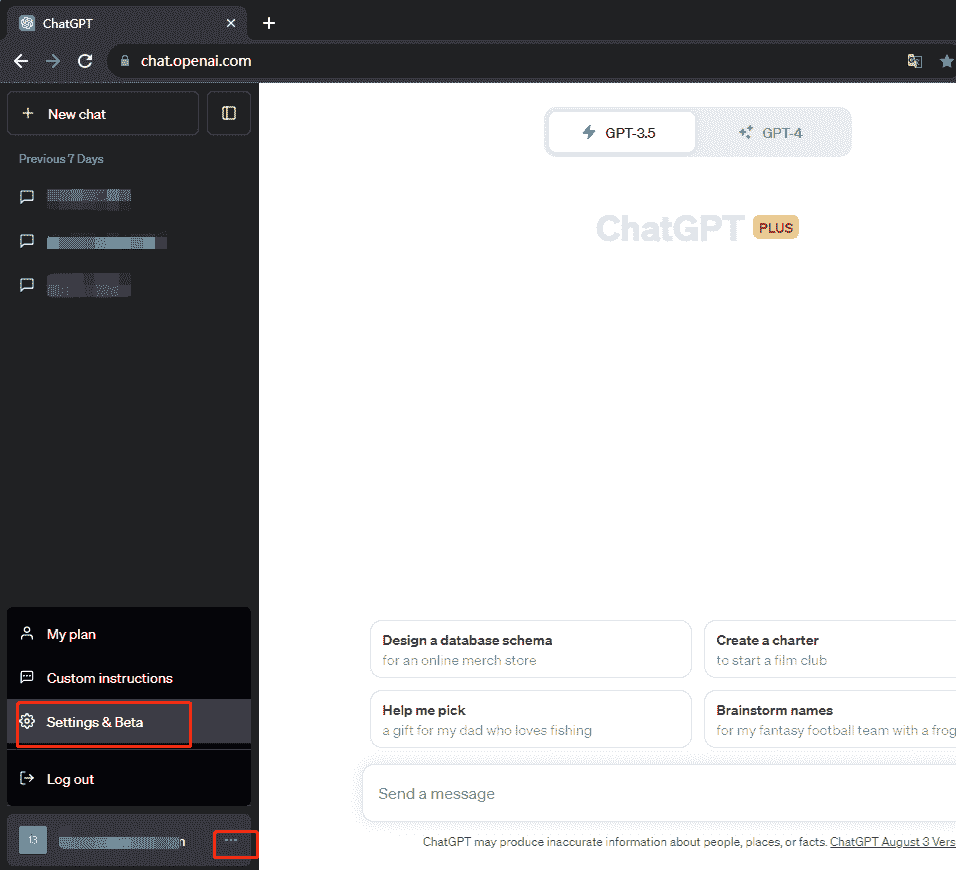 ChatGPT
chat.openai.com
New chat
Previous 7 Days
My plan
Custom instructions
Settings & Beta
Log out
13
n
GPT-3.5
GPT-4
ChatGPT PLUS
Design a database schema
for an online merch store
Create a charter
to start a film club
Help me pick
a gift for my dad who loves fishing
Brainstorm names
for my fantasy football team with a frog
Send a message
ChatGPT may produce inaccurate information about people, places, or facts. ChatGPT August 3 Vers